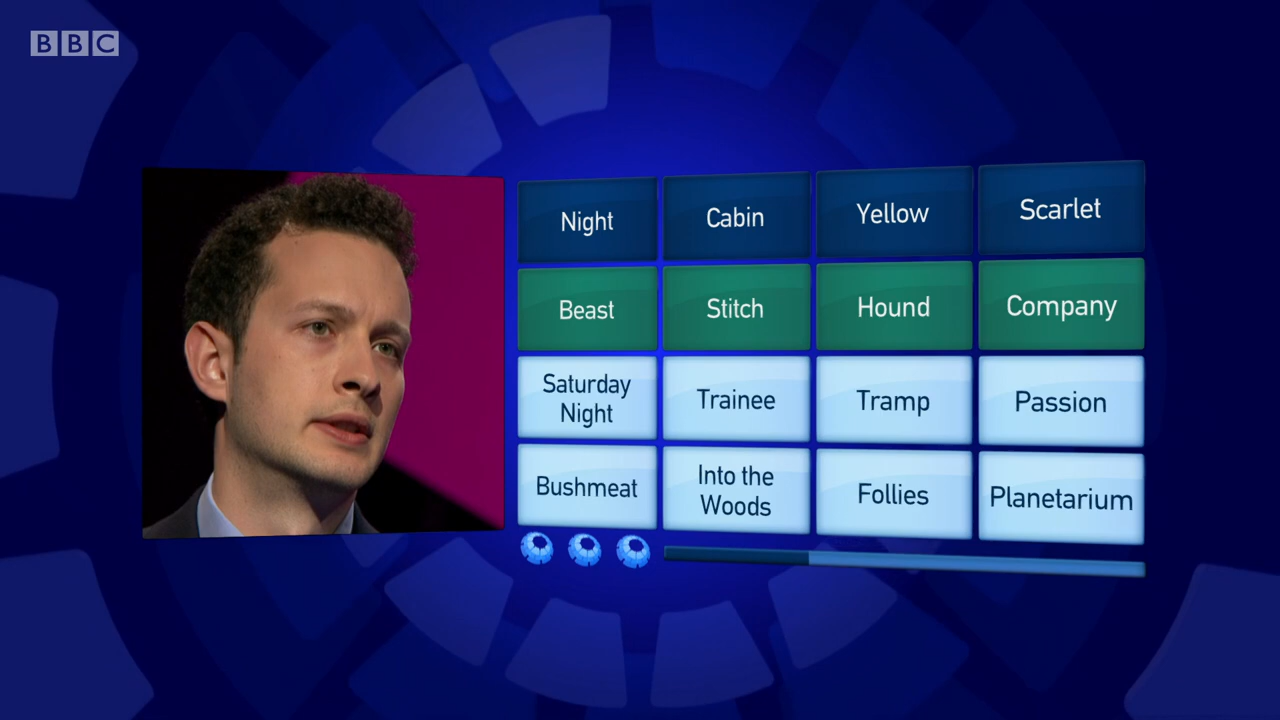 BBC
Night
Cabin
Yellow
Scarlet
Beast
Stitch
Hound
Company
Saturday
Night
Trainee
Tramp
Passion
Bushmeat
Into the
Woods
Follies
Planetarium